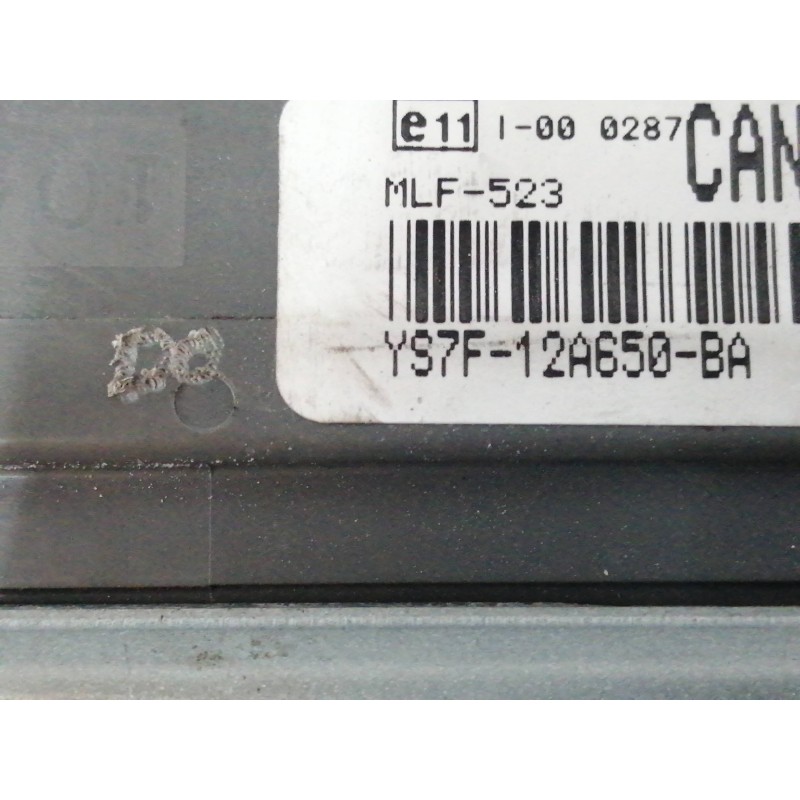 e11 I-00 0287 CAN
MLF-523
YS7F-12A650-BA